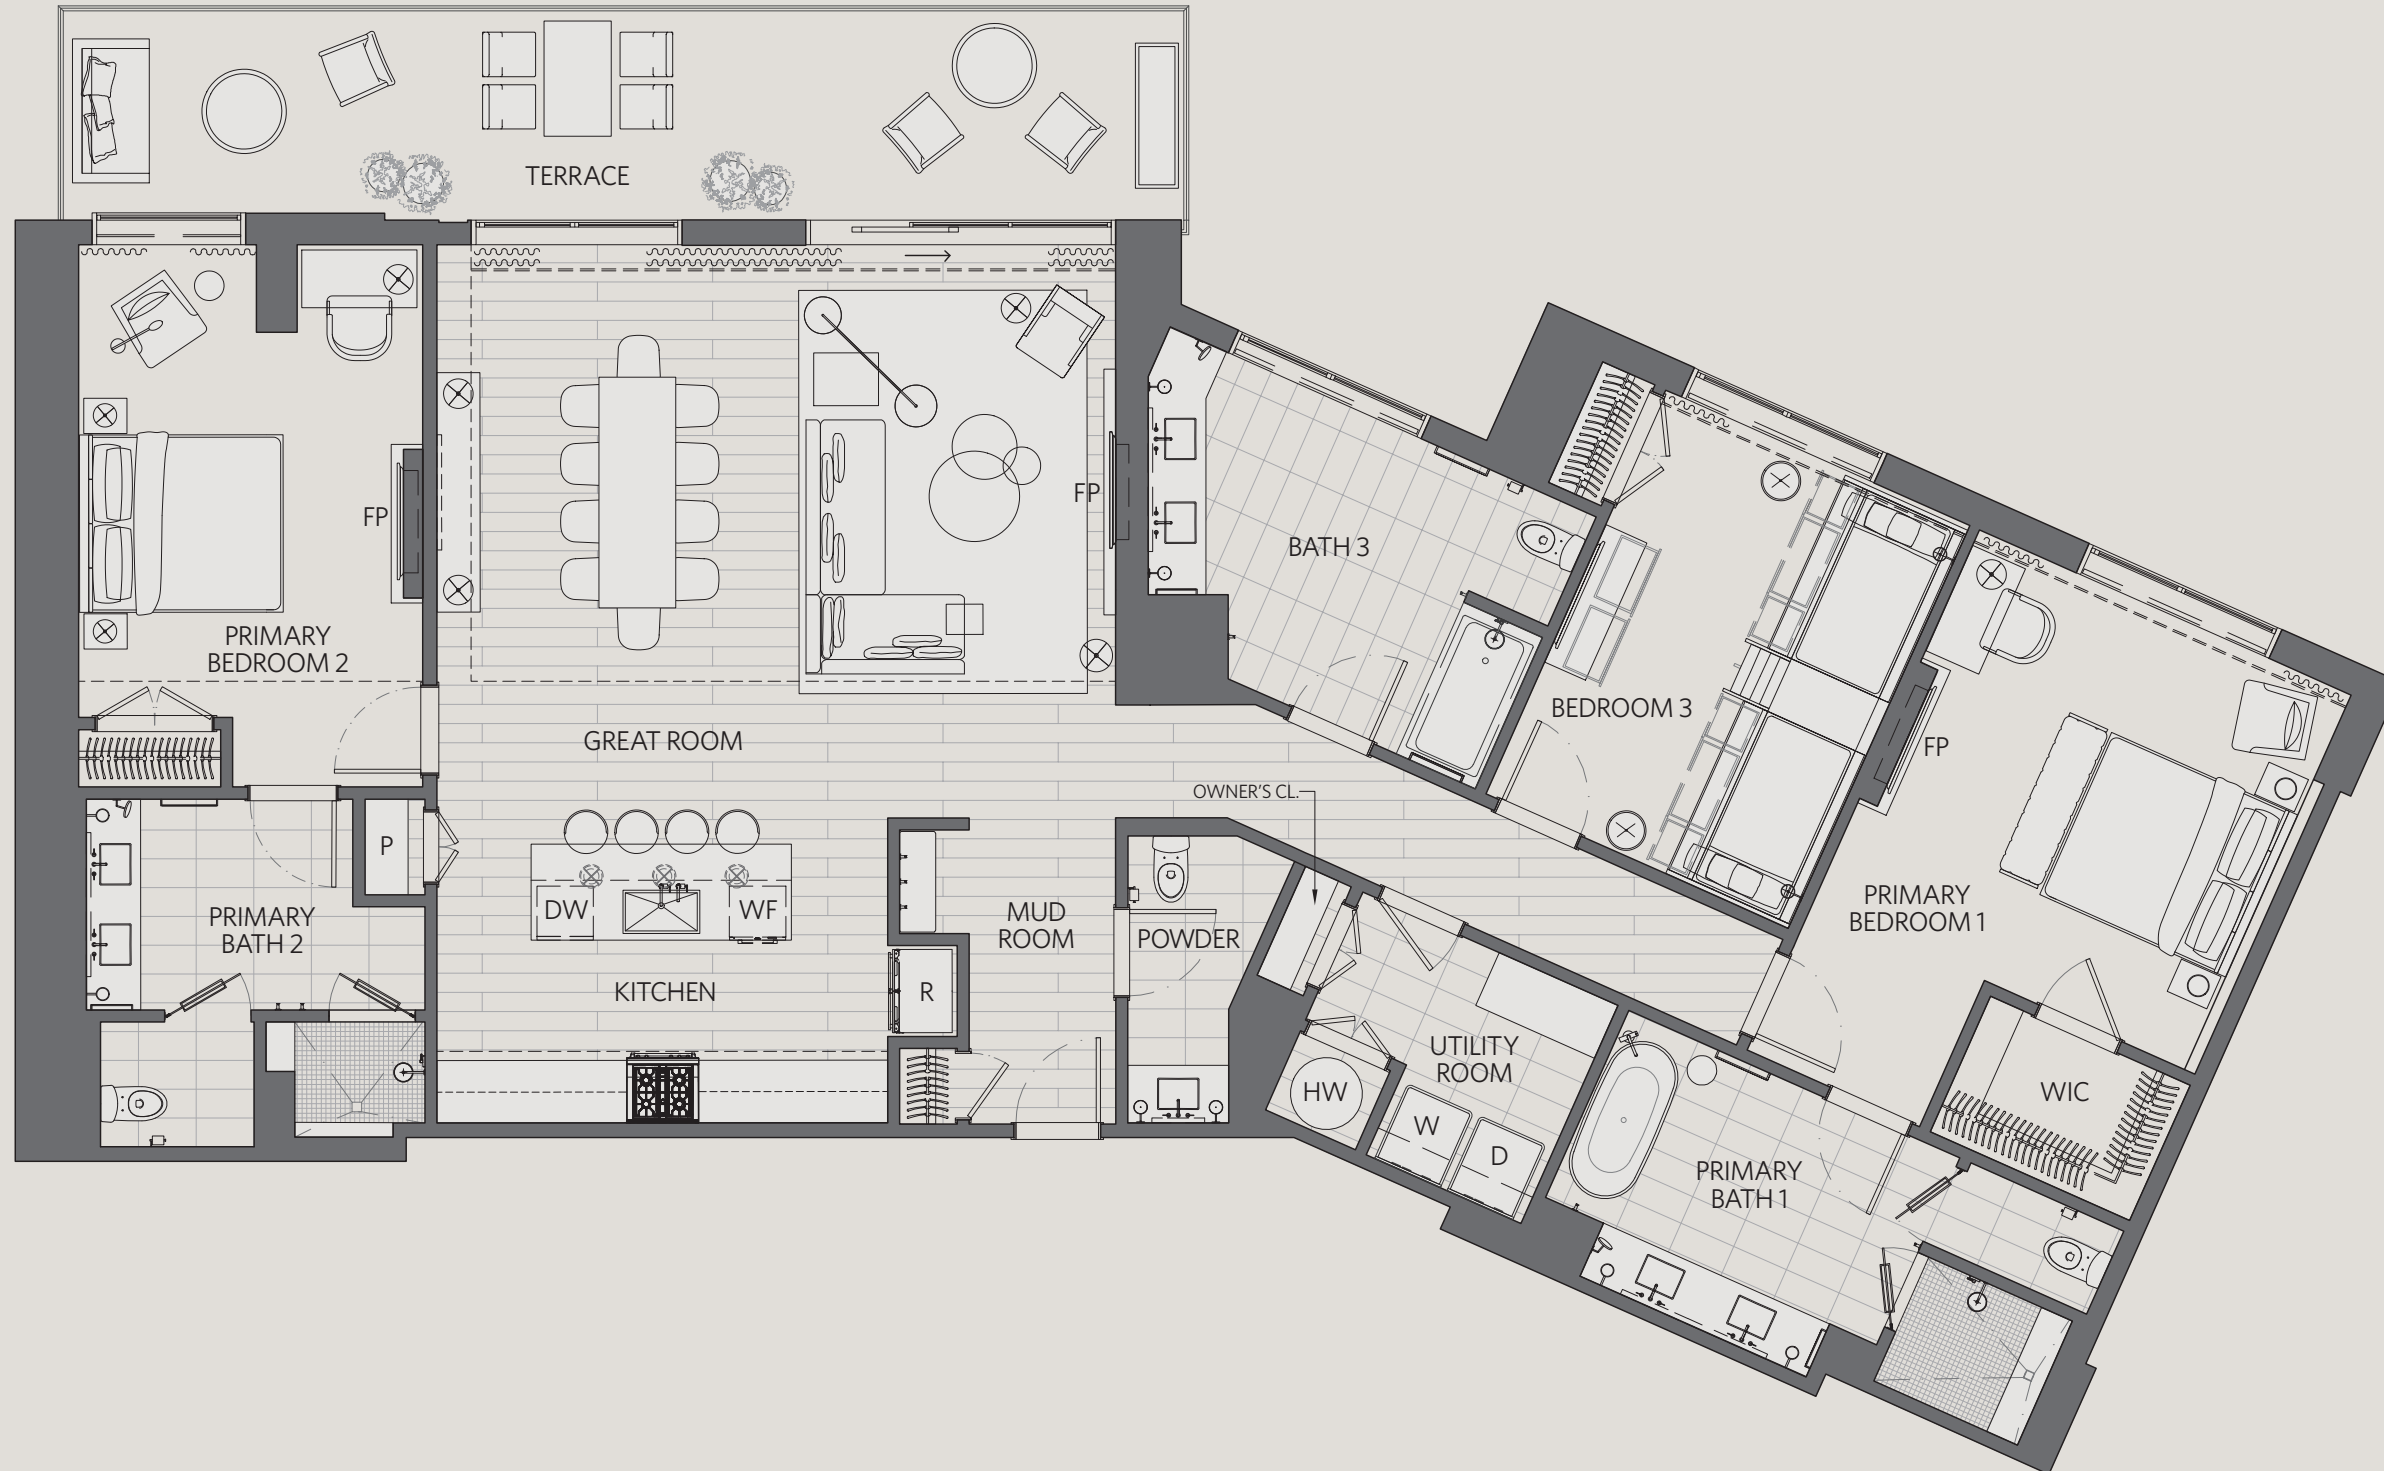 TERRACE
FP
FP
BATH 3
PRIMARY
BEDROOM 2
BEDROOM 3
GREAT ROOM
FP
OWNER'S CL.
P
DW
WF
PRIMARY
BATH 2
MUD
ROOM
POWDER
PRIMARY
BEDROOM 1
KITCHEN
R
UTILITY
ROOM
HW
W
D
WIC
PRIMARY
BATH 1